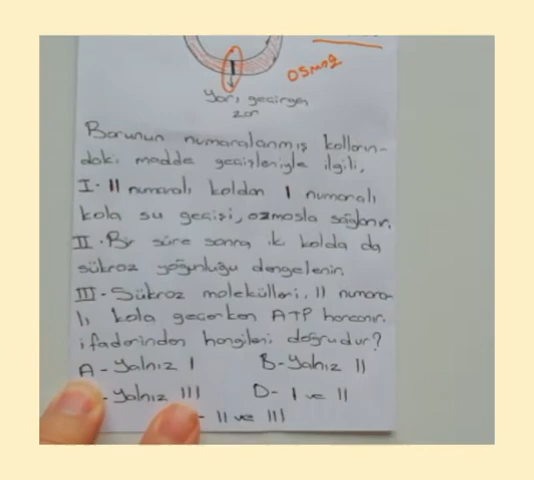 osmoz
Yarı geçirgen
zar
Borunun numaralanmış kolların-
daki madde geçişleriyle ilgili,
I- II numaralı koldan I numaralı
kola su geçişi, ozmosla sağlanır.
II- Bir süre sonra iki kolda da
sükroz yoğunluğu dengelenir.
III- Sükroz molekülleri, II numara-
lı kola geçerken ATP harcanır.
ifaderinden hangileri doğrudur?
A- Yalnız I B- Yalnız II
- Yalnız III D- I ve II
- II ve III